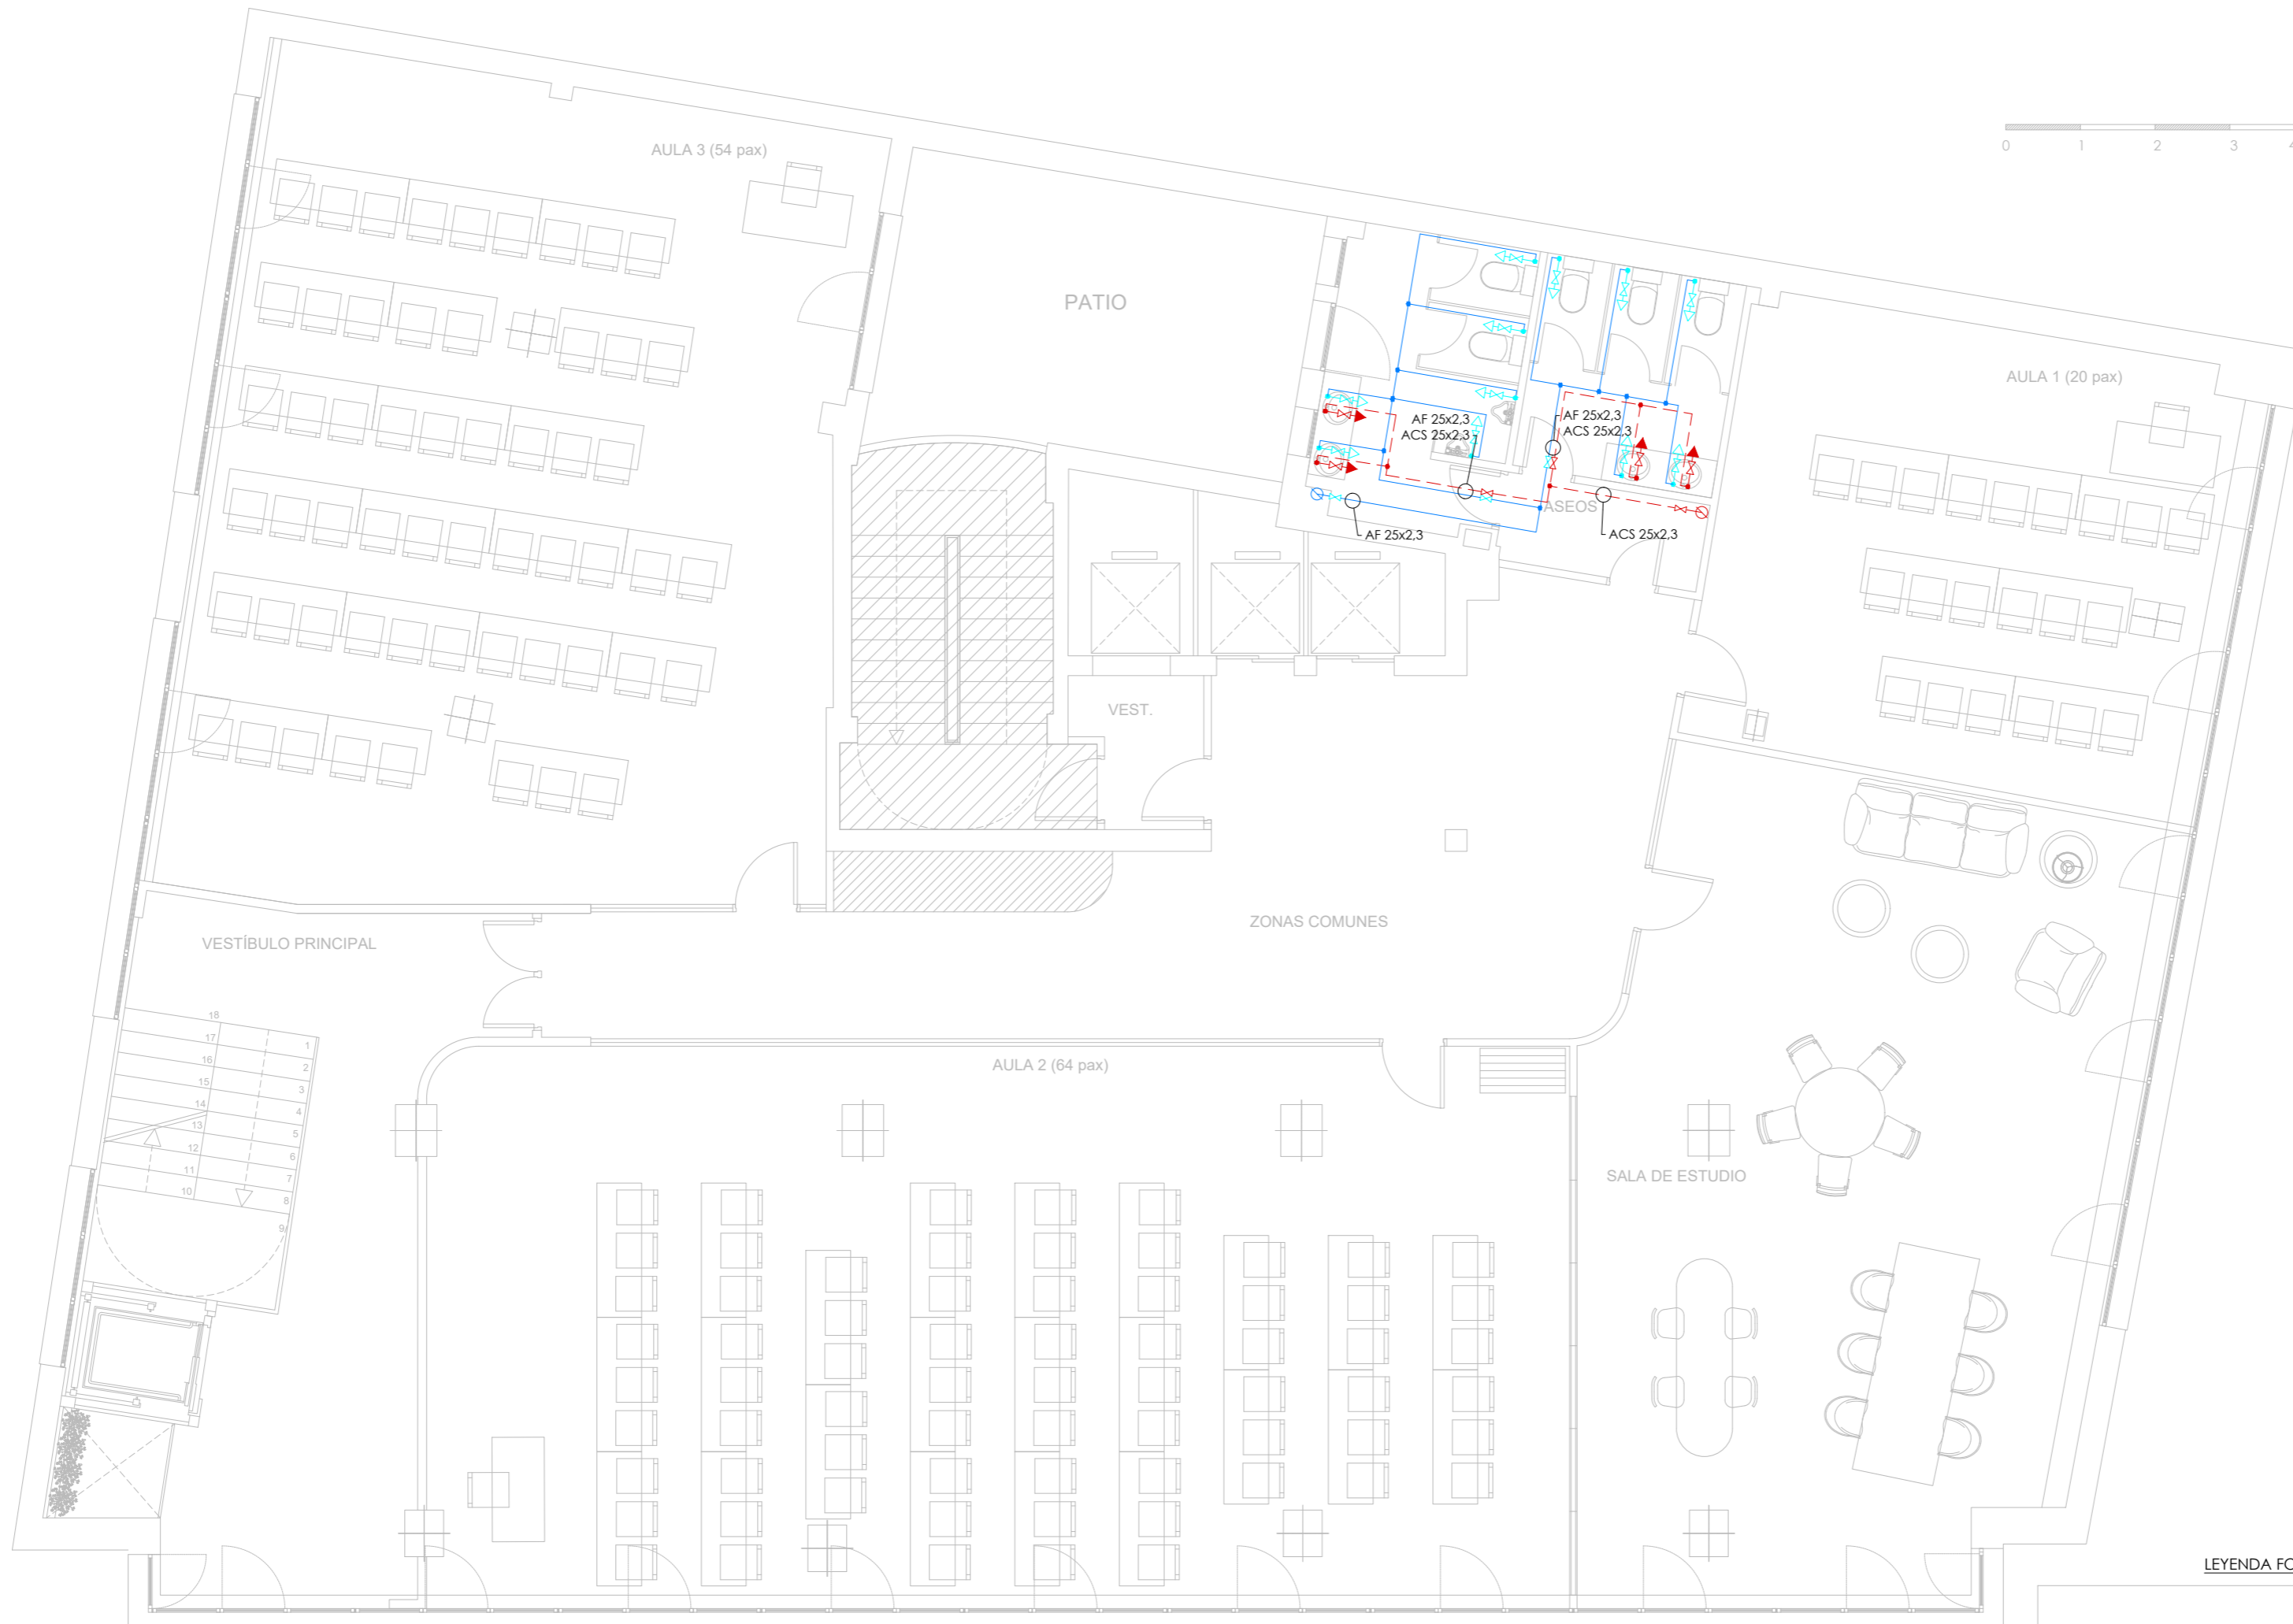 AULA 3 (54 pax)
0 1 2 3 4
PATIO
AULA 1 (20 pax)
AF 25x2,3
ACS 25x2,3
AF 25x2,3
ACS 25x2,3
ASEOS
AF 25x2,3
ACS 25x2,3
VEST.
ZONAS COMUNES
VESTÍBULO PRINCIPAL
18
17
16
15
14
13
12
11
10
1
2
3
4
5
6
7
8
9
AULA 2 (64 pax)
SALA DE ESTUDIO
LEYENDA FO